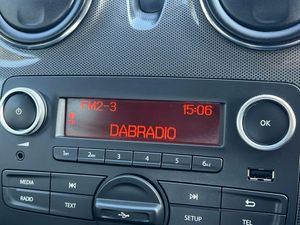 FM2-3 15:06
DABRADIO
OK
1 2 3 4 5 6
MEDIA
RADIO TEXT SETUP TEL